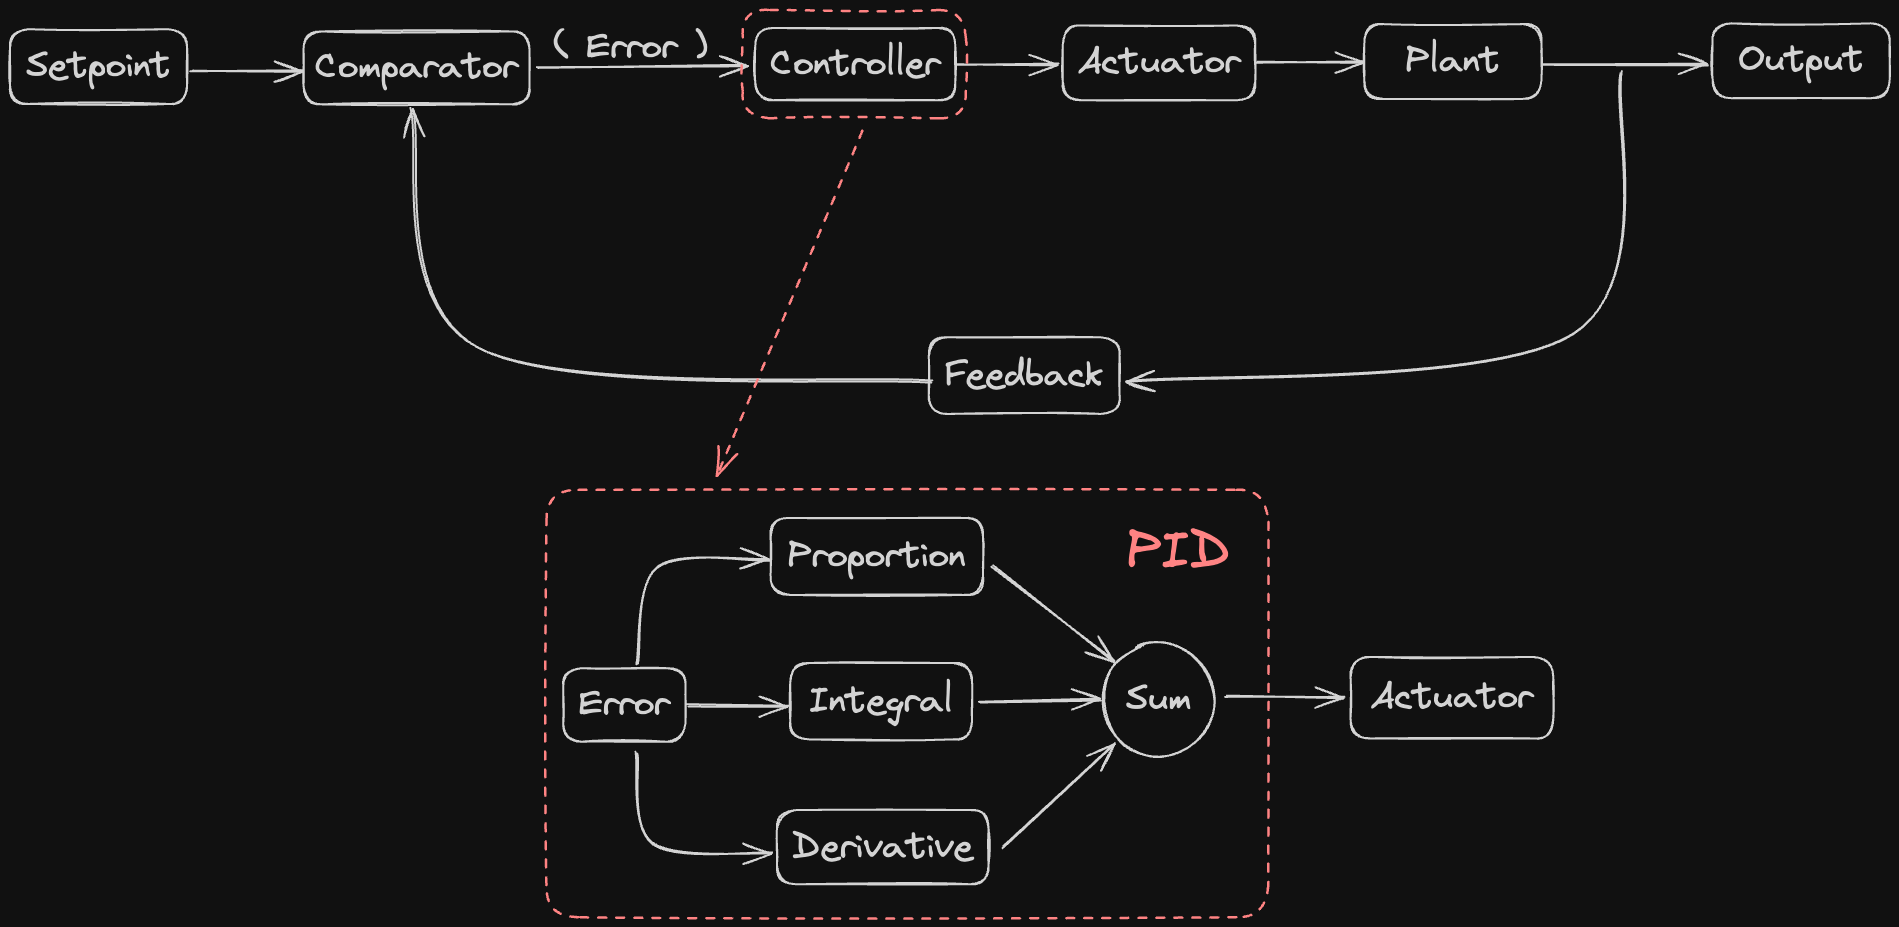 Setpoint
Comparator
( Error )
Controller
Actuator
Plant
Output
Feedback
PID
Proportion
Error
Integral
Sum
Actuator
Derivative